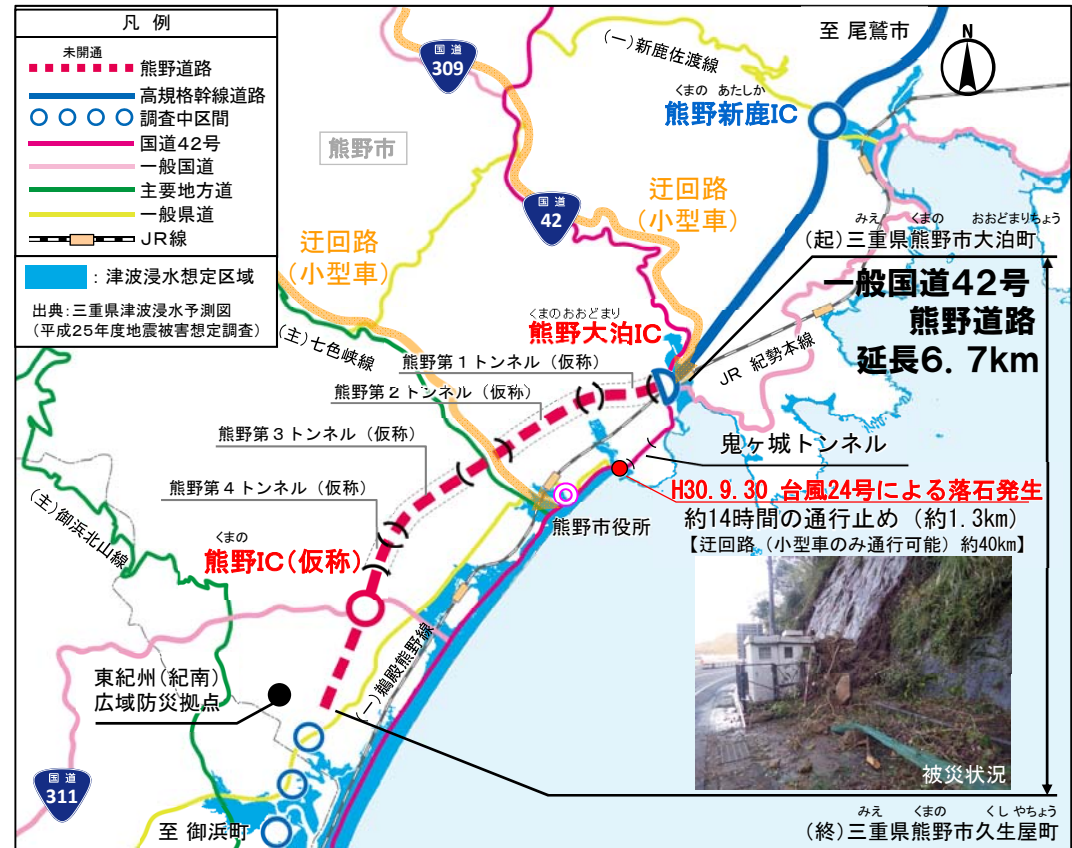 凡 例
未開通
熊野道路
高規格幹線道路
調査中区間
国道42号
一般国道
主要地方道
一般県道
JR線
：津波浸水想定区域
出典:三重県津波浸水予測図
（平成25年度地震被害想定調査）
国道
309
(一)新鹿佐渡線
至 尾鷲市
N
くまの あたしか
熊野新鹿IC
熊野市
国道
42
迂回路
（小型車）
迂回路
（小型車）
みえ くまの おおどまりちょう
(起)三重県熊野市大泊町
一般国道42号
熊野道路
延長6.7km
くまのおおどまり
熊野大泊IC
(主)七色峡線
JR 紀勢本線
熊野第1トンネル（仮称）
熊野第2トンネル（仮称）
熊野第3トンネル（仮称）
熊野第4トンネル（仮称）
鬼ヶ城トンネル
H30.9.30 台風24号による落石発生
約14時間の通行止め（約1.3km）
【迂回路（小型車のみ通行可能）約40km】
熊野市役所
(主)御浜北山線
くまの
熊野IC(仮称)
(一)鵜殿熊野線
東紀州(紀南)
広域防災拠点
被災状況
国道
311
至 御浜町
みえ くまの くしやちょう
(終)三重県熊野市久生屋町